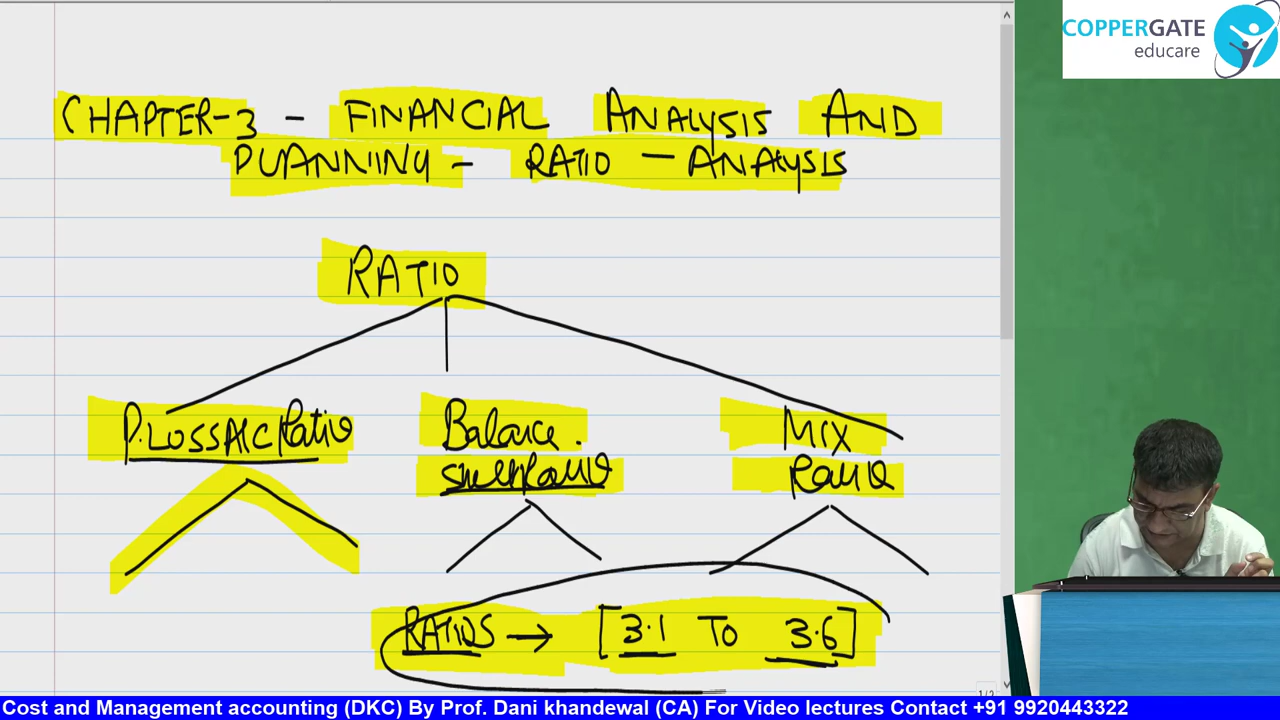 COPPERGATE
educare
CHAPTER-3 - FINANCIAL ANALYSIS AND
PLANNING - RATIO - ANALYSIS
RATIO
P.LOSS A/C Ratio
Balance.
Sheet Ratio
MIX
Ratio
RATIOS → [3.1 TO 3.6]
1/2
Cost and Management accounting (DKC) By Prof. Dani khandewal (CA) For Video lectures Contact +91 9920443322